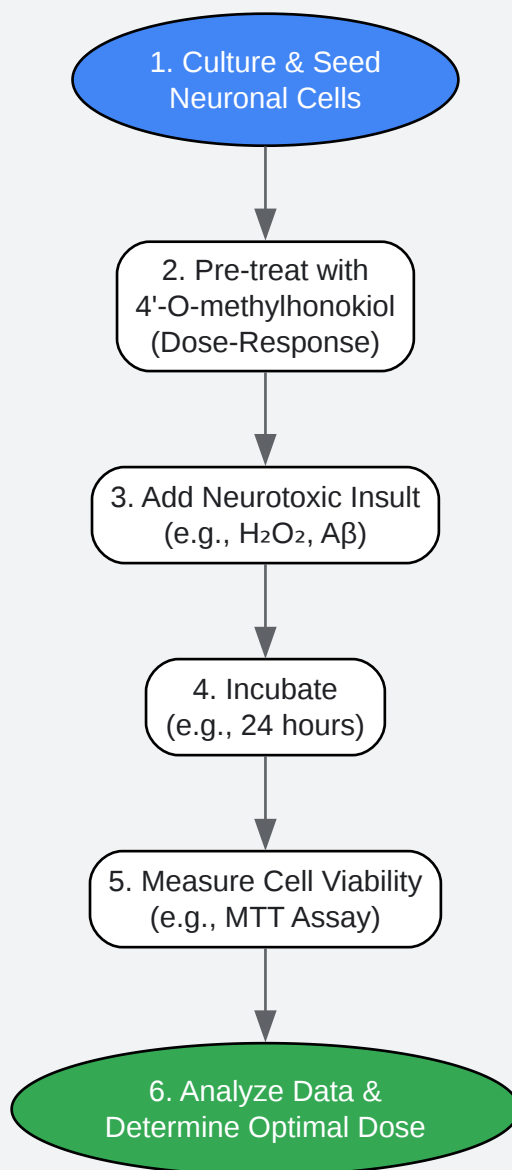 1. Culture & Seed
Neuronal Cells
2. Pre-treat with
4'-O-methylhonokiol
(Dose-Response)
3. Add Neurotoxic Insult
(e.g., H₂O₂, Aβ)
4. Incubate
(e.g., 24 hours)
5. Measure Cell Viability
(e.g., MTT Assay)
6. Analyze Data &
Determine Optimal Dose